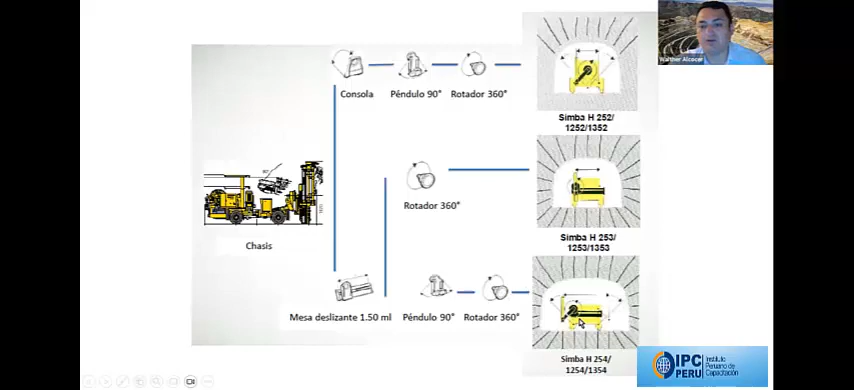 Walther Alcocer
Consola
Péndulo 90°
Rotador 360°
Simba H 252/
1252/1352
Rotador 360°
Simba H 253/
1253/1353
Chasis
Mesa deslizante 1.50 ml
Péndulo 90°
Rotador 360°
Simba H 254/
1254/1354
IPC
PERU
Instituto
Peruano de
Capacitación